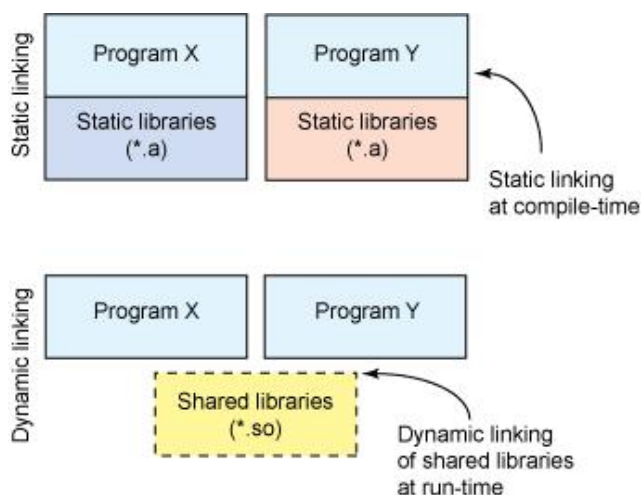 Static linking
Program X
Static libraries
(*.a)
Program Y
Static libraries
(*.a)
Static linking
at compile-time
Dynamic linking
Program X
Program Y
Shared libraries
(*.so)
Dynamic linking
of shared libraries
at run-time